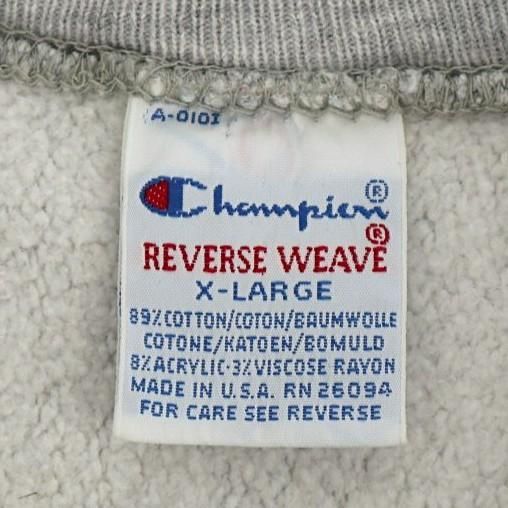 A-0101
Champion®
REVERSE WEAVE®
X-LARGE
89% COTTON/COTON/BAUMWOLLE
COTONE/KATOEN/BOMULD
8% ACRYLIC·3% VISCOSE RAYON
MADE IN U.S.A. RN 26094
FOR CARE SEE REVERSE